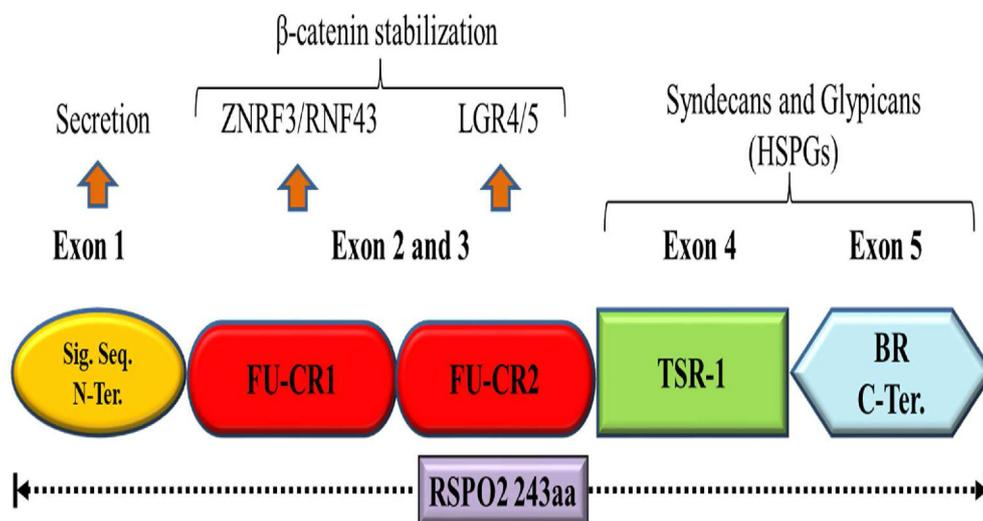 β-catenin stabilization
Secretion
ZNRF3/RNF43
LGR4/5
Syndecans and Glypicans
(HSPGs)
Exon 1
Exon 2 and 3
Exon 4
Exon 5
Sig. Seq.
N-Ter.
FU-CR1
FU-CR2
TSR-1
BR
C-Ter.
RSPO2 243aa